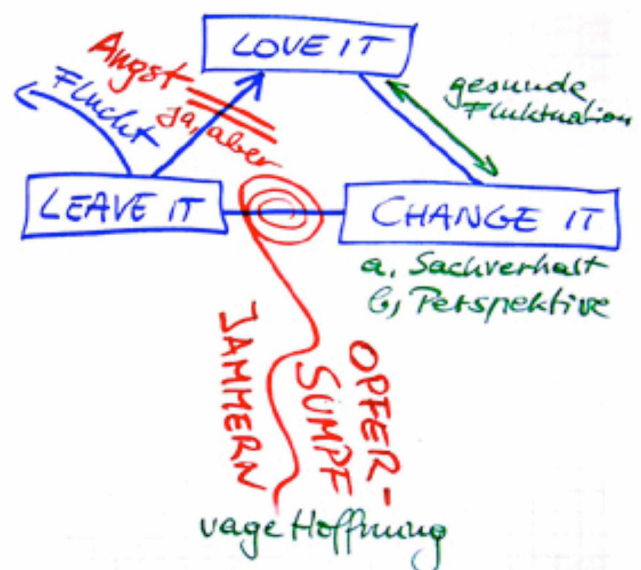 LOVE IT
Angst
Flucht
ja, aber
gesunde
Fluktuation
LEAVE IT
CHANGE IT
a, Sachverhalt
b, Perspektive
JAMMERN
OPFER-
SUMPF
vage Hoffnung